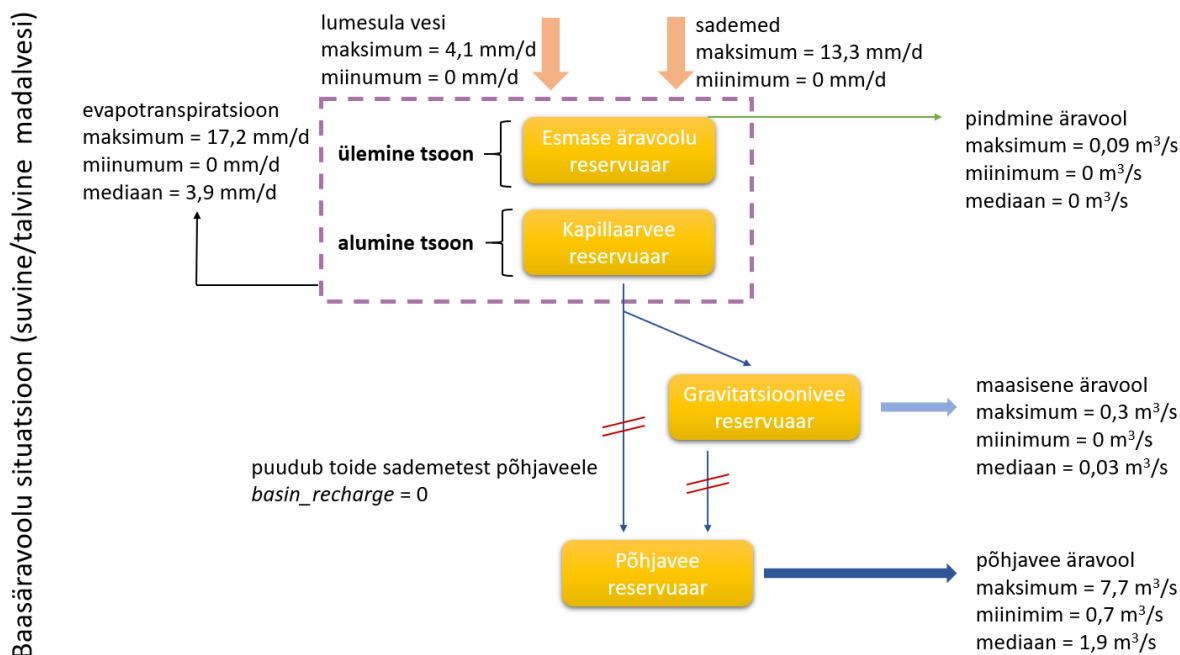 Baasäravoolu situatsioon (suvine/talvine madalvesi)
lumesula vesi
maksimum = 4,1 mm/d
miinumum = 0 mm/d
sademed
maksimum = 13,3 mm/d
miinimum = 0 mm/d
evapotranspiratsioon
maksimum = 17,2 mm/d
miinumum = 0 mm/d
mediaan = 3,9 mm/d
ülemine tsoon
Esmase äravoolu
reservuaar
pindmine äravool
maksimum = 0,09 m³/s
miinimum = 0 m³/s
mediaan = 0 m³/s
alumine tsoon
Kapillaarvee
reservuaar
Gravitatsioonivee
reservuaar
maasisene äravool
maksimum = 0,3 m³/s
miinimum = 0 m³/s
mediaan = 0,03 m³/s
puudub toide sademetest põhjaveele
basin_recharge = 0
Põhjavee
reservuaar
põhjavee äravool
maksimum = 7,7 m³/s
miinimim = 0,7 m³/s
mediaan = 1,9 m³/s